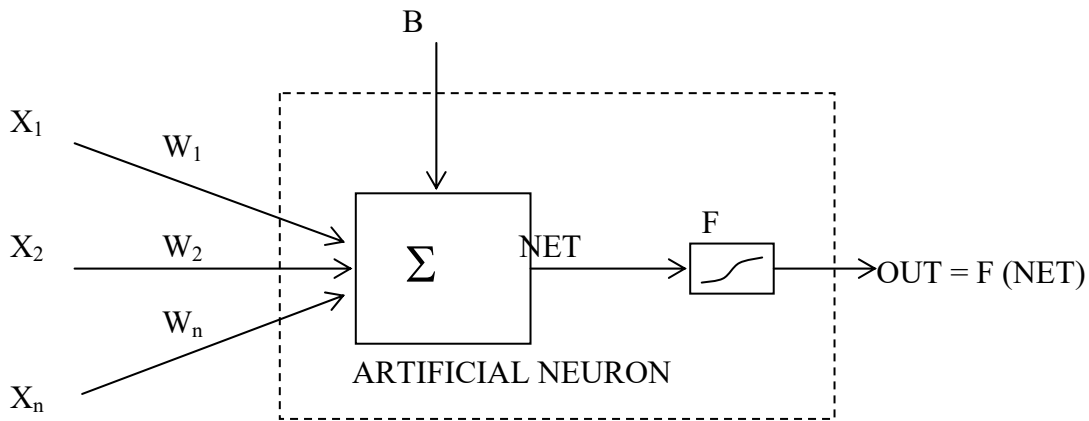 B
X₁
W₁
X₂
W₂
Σ
NET
F
OUT = F (NET)
Wₙ
ARTIFICIAL NEURON
Xₙ